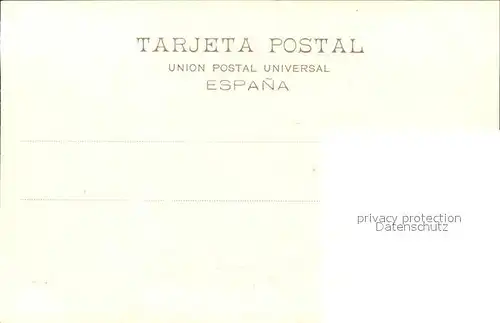 TARJETA POSTAL
UNION POSTAL UNIVERSAL
ESPAÑA
privacy protection
Datenschutz